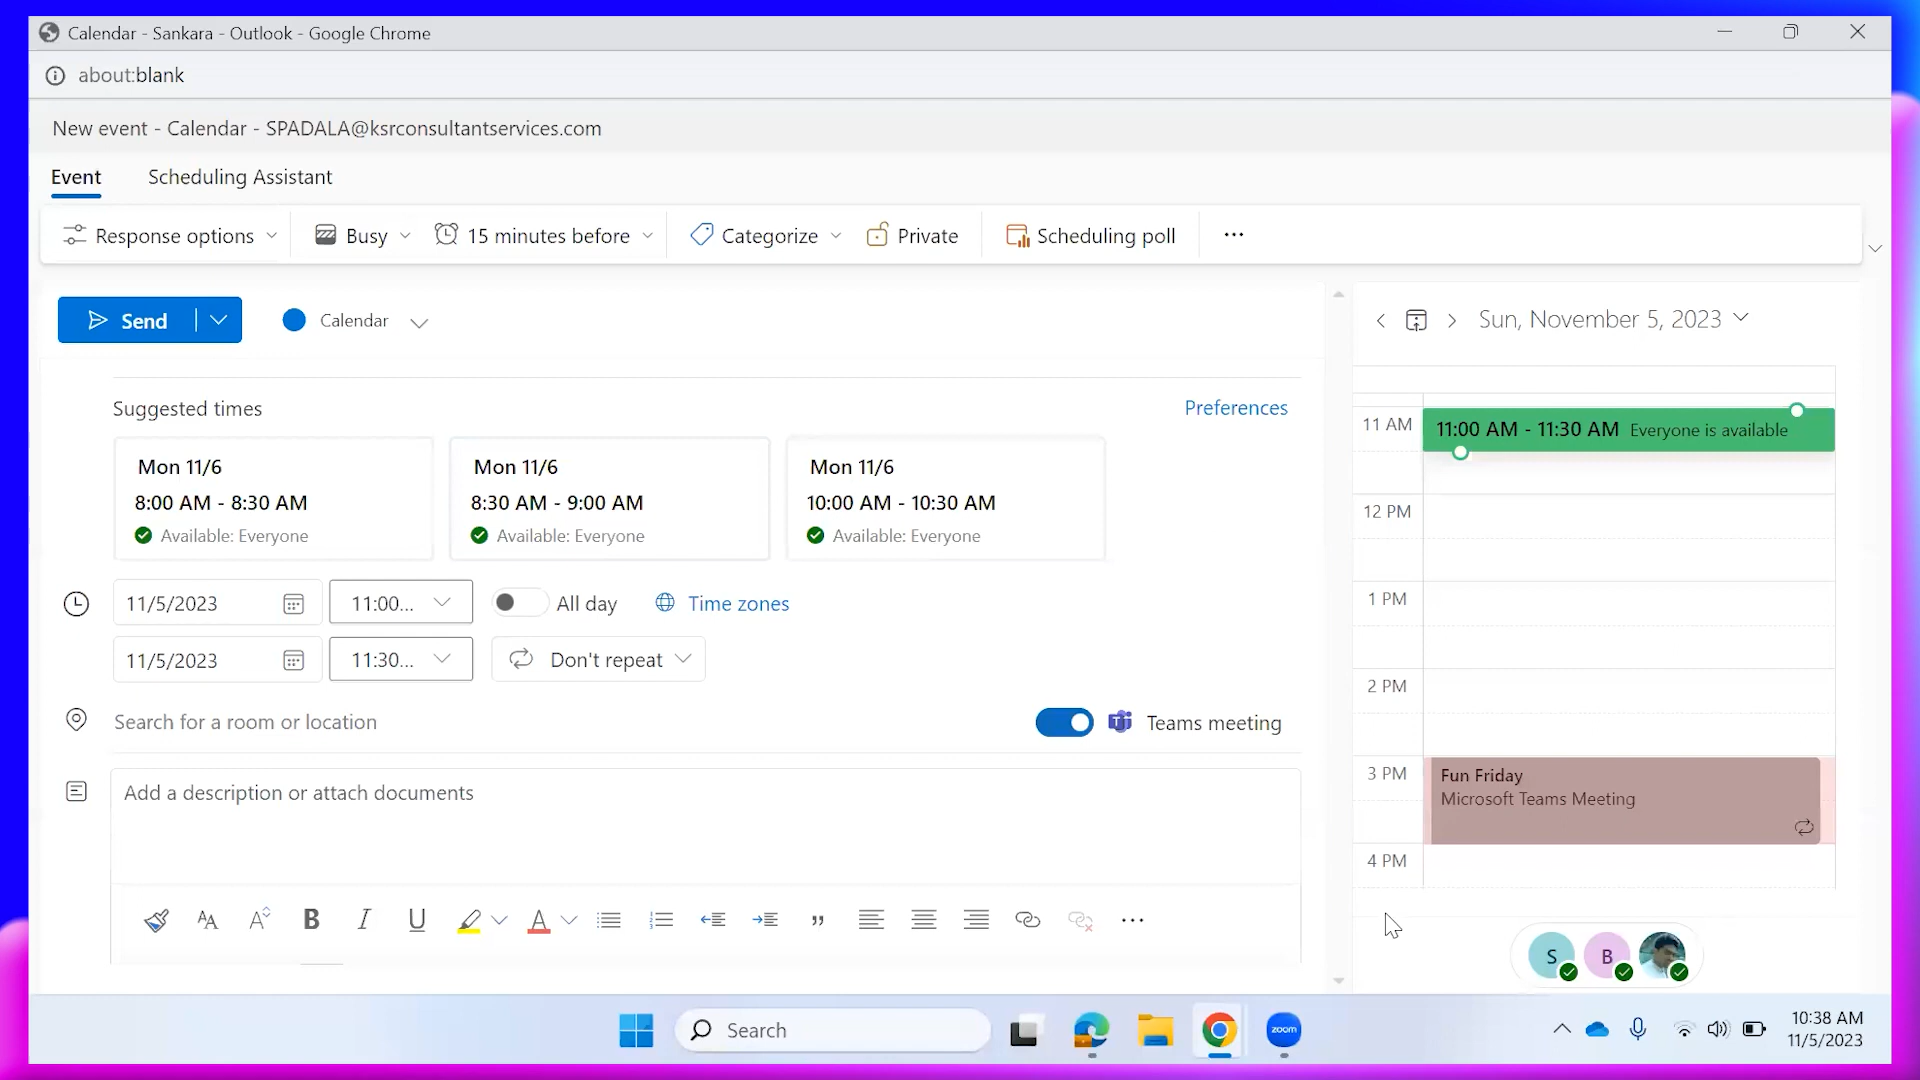 Calendar - Sankara - Outlook - Google Chrome
about:blank
New event - Calendar - SPADALA@ksrconsultantservices.com
Event Scheduling Assistant
Response options Busy 15 minutes before Categorize Private Scheduling poll ...
Send Calendar Sun, November 5, 2023
Suggested times Preferences
Mon 11/6 Mon 11/6 Mon 11/6
8:00 AM - 8:30 AM 8:30 AM - 9:00 AM 10:00 AM - 10:30 AM
Available: Everyone Available: Everyone Available: Everyone
11/5/2023 11:00... All day Time zones
11/5/2023 11:30... Don't repeat
Search for a room or location Teams meeting
Add a description or attach documents
11 AM 11:00 AM - 11:30 AM Everyone is available
12 PM
1 PM
2 PM
3 PM Fun Friday
Microsoft Teams Meeting
4 PM
S B
Search zoom
10:38 AM
11/5/2023